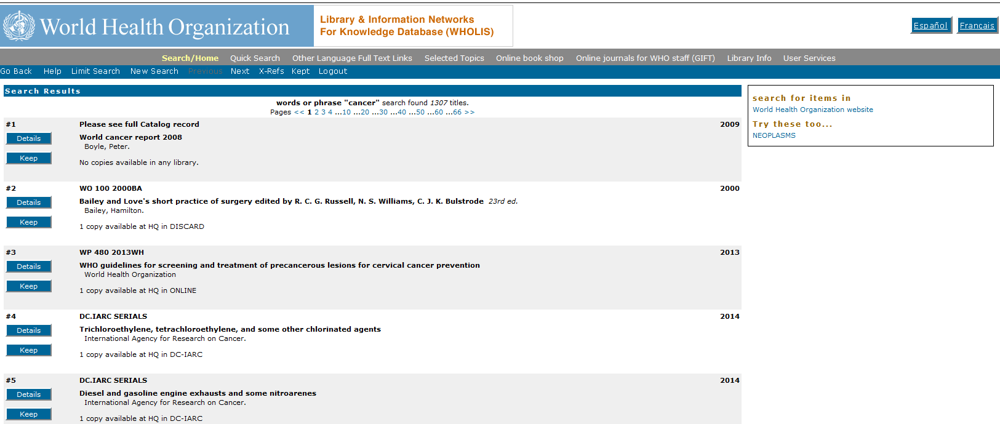 World Health Organization
Library & Information Networks
For Knowledge Database (WHOLIS)
Español Français
Search/Home Quick Search Other Language Full Text Links Selected Topics Online book shop Online journals for WHO staff (GIFT) Library Info User Services
Go Back Help Limit Search New Search Previous Next X-Refs Kept Logout
Search Results
words or phrase "cancer" search found 1307 titles.
Pages << 1 2 3 4 ...10 ...20 ...30 ...40 ...50 ...60 ...66 >>
#1 Please see full Catalog record 2009
Details World cancer report 2008
Boyle, Peter.
Keep
No copies available in any library.
#2 WO 100 2000BA 2000
Details Bailey and Love's short practice of surgery edited by R. C. G. Russell, N. S. Williams, C. J. K. Bulstrode 23rd ed.
Bailey, Hamilton.
Keep
1 copy available at HQ in DISCARD
#3 WP 480 2013WH 2013
Details WHO guidelines for screening and treatment of precancerous lesions for cervical cancer prevention
World Health Organization
Keep
1 copy available at HQ in ONLINE
#4 DC.IARC SERIALS 2014
Details Trichloroethylene, tetrachloroethylene, and some other chlorinated agents
International Agency for Research on Cancer.
Keep
1 copy available at HQ in DC-IARC
#5 DC.IARC SERIALS 2014
Details Diesel and gasoline engine exhausts and some nitroarenes
International Agency for Research on Cancer.
Keep
1 copy available at HQ in DC-IARC
search for items in
World Health Organization website
Try these too...
NEOPLASMS